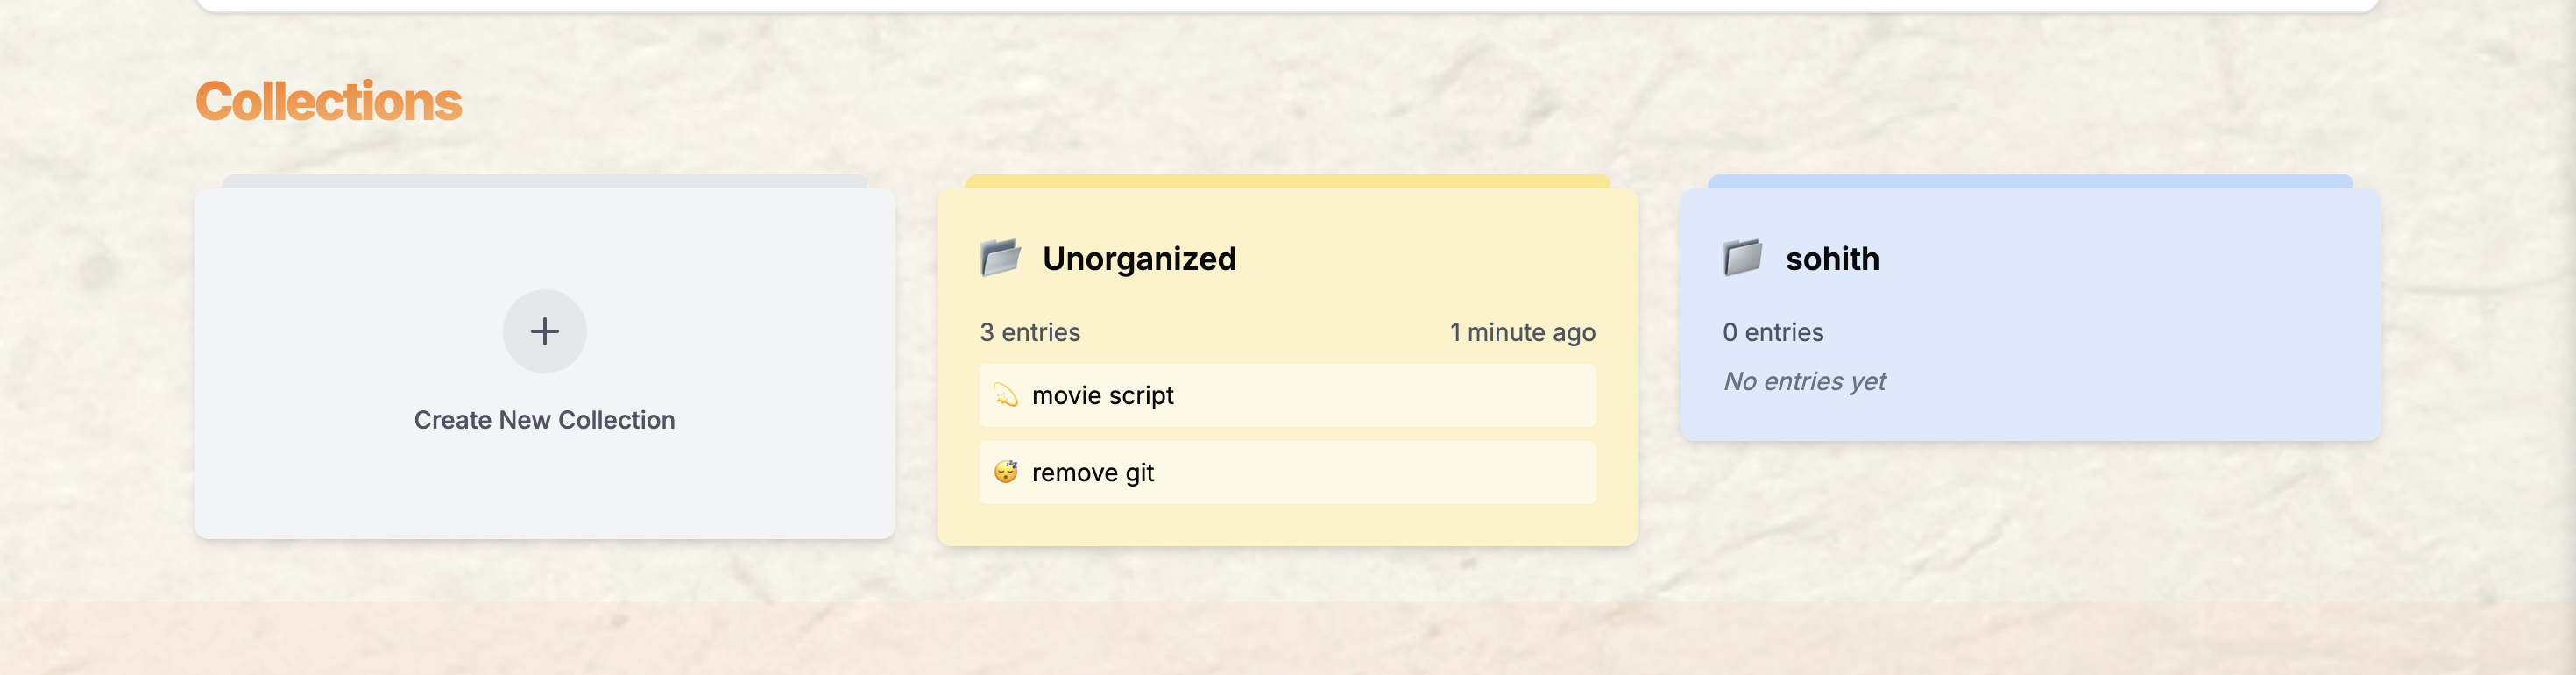 Collections
Create New Collection
Unorganized
3 entries 1 minute ago
movie script
remove git
sohith
0 entries
No entries yet